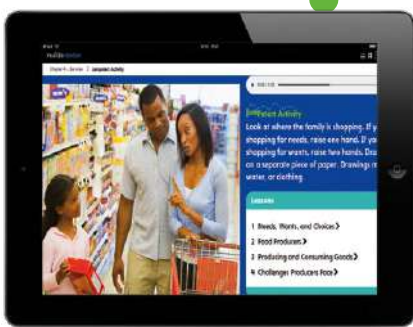 JumpStart Activity
Look at where the family is shopping. If y
shopping for needs, raise one hand. If you
shopping for wants, raise two hands. Dra
on a separate piece of paper. Drawings m
water, or clothing.
Lessons
1 Needs, Wants, and Choices >
2 Food Producers >
3 Producing and Consuming Goods >
4 Challenges Producers Face >